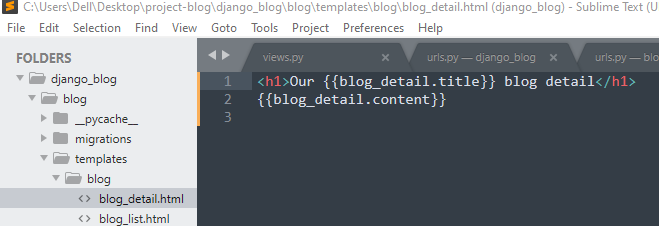 C:\Users\Dell\Desktop\project-blog\django_blog\blog\templates\blog\blog_detail.html (django_blog) - Sublime Text (U
File Edit Selection Find View Goto Tools Project Preferences Help
FOLDERS
django_blog
blog
__pycache__
migrations
templates
blog
blog_detail.html
blog_list.html
views.py
urls.py — django_blog
urls.py — blo
1 <h1>Our {{blog_detail.title}} blog detail</h1>
2 {{blog_detail.content}}
3